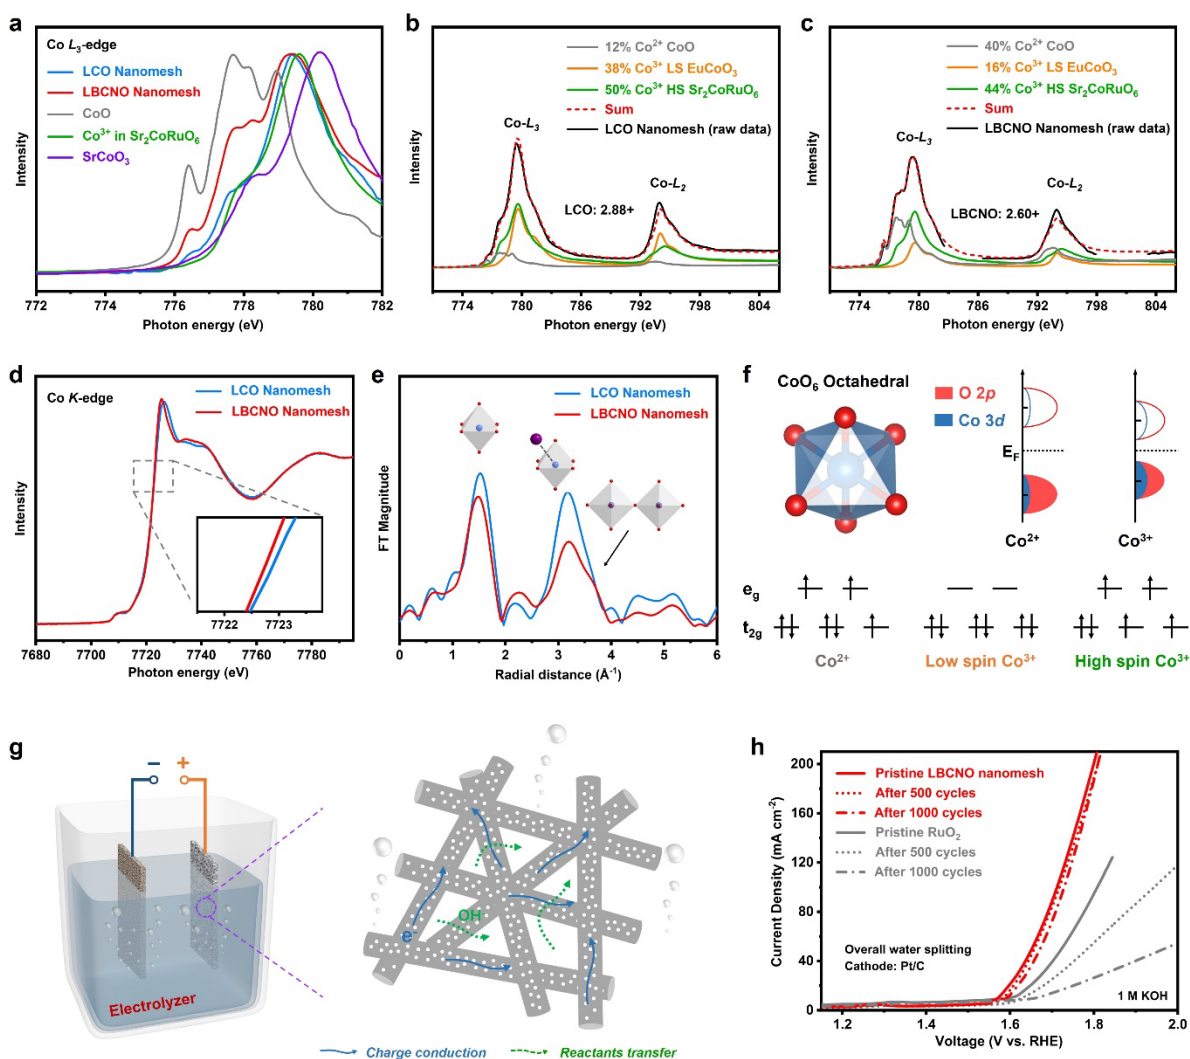 a
Co L₃-edge
LCO Nanomesh
LBCNO Nanomesh
CoO
Co³⁺ in Sr₂CoRuO₆
SrCoO₃
Intensity
772 774 776 778 780 782
Photon energy (eV)
b
12% Co²⁺ CoO
38% Co³⁺ LS EuCoO₃
50% Co³⁺ HS Sr₂CoRuO₆
Sum
LCO Nanomesh (raw data)
Co-L₃
Co-L₂
LCO: 2.88+
Intensity
774 780 786 792 798 804
Photon energy (eV)
c
40% Co²⁺ CoO
16% Co³⁺ LS EuCoO₃
44% Co³⁺ HS Sr₂CoRuO₆
Sum
LBCNO Nanomesh (raw data)
Co-L₃
Co-L₂
LBCNO: 2.60+
Intensity
774 780 786 792 798 804
Photon energy (eV)
d
Co K-edge
LCO Nanomesh
LBCNO Nanomesh
Intensity
7722 7723
7680 7700 7720 7740 7760 7780
Photon energy (eV)
e
LCO Nanomesh
LBCNO Nanomesh
FT Magnitude
0 1 2 3 4 5 6
Radial distance (Å⁻¹)
f
CoO₆ Octahedral
O 2p
Co 3d
E_F
Co²⁺
Co³⁺
e_g
t₂g
Co²⁺
Low spin Co³⁺
High spin Co³⁺
g
− +
Electrolyzer
e⁻
OH⁻
Charge conduction
Reactants transfer
h
Pristine LBCNO nanomesh
After 500 cycles
After 1000 cycles
Pristine RuO₂
After 500 cycles
After 1000 cycles
Overall water splitting
Cathode: Pt/C
1 M KOH
Current Density (mA cm⁻²)
200
160
120
80
40
0
1.2 1.4 1.6 1.8 2.0
Voltage (V vs. RHE)